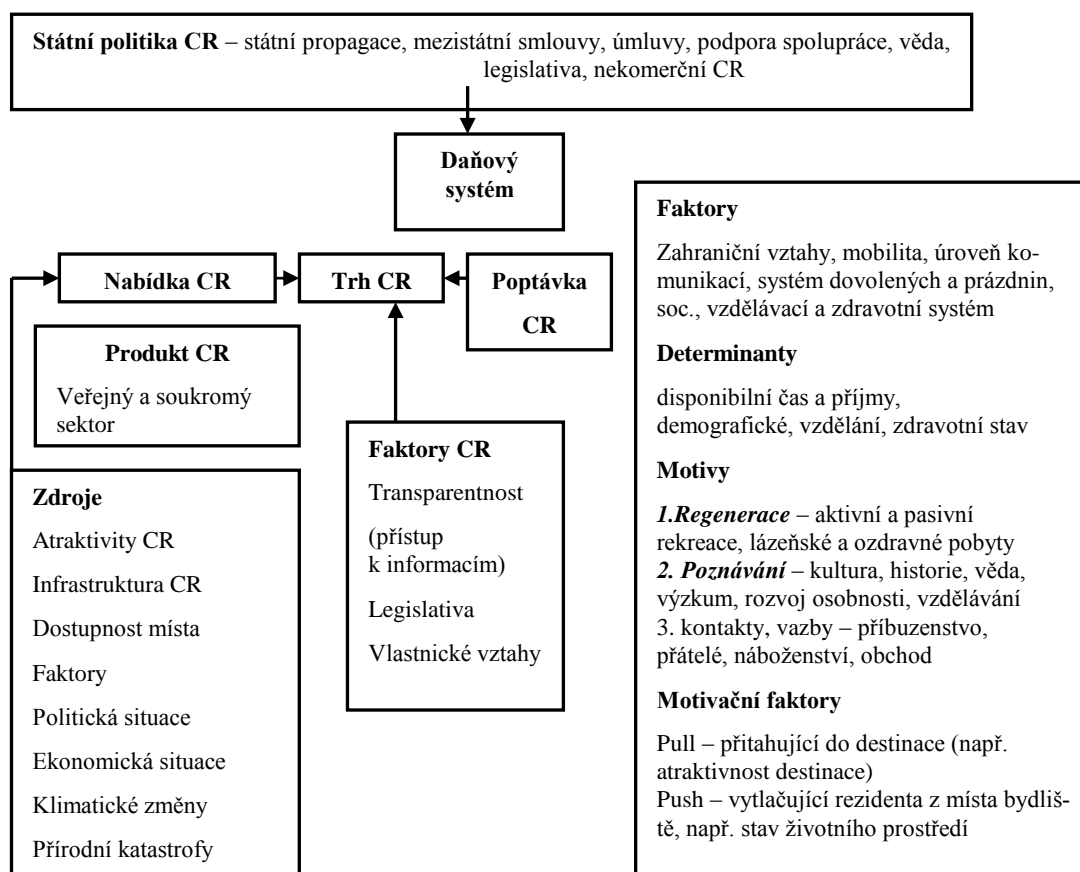 Státní politika CR – státní propagace, mezistátní smlouvy, úmluvy, podpora spolupráce, věda,
legislativa, nekomerční CR
Daňový
systém
Nabídka CR
Trh CR
Poptávka
CR
Produkt CR
Veřejný a soukromý
sektor
Zdroje
Atraktivity CR
Infrastruktura CR
Dostupnost místa
Faktory
Politická situace
Ekonomická situace
Klimatické změny
Přírodní katastrofy
Faktory CR
Transparentnost
(přístup
k informacím)
Legislativa
Vlastnické vztahy
Faktory
Zahraniční vztahy, mobilita, úroveň ko-
munikací, systém dovolených a prázdnin,
soc., vzdělávací a zdravotní systém
Determinanty
disponibilní čas a příjmy,
demografické, vzdělání, zdravotní stav
Motivy
1.Regenerace – aktivní a pasivní
rekreace, lázeňské a ozdravné pobyty
2. Poznávání – kultura, historie, věda,
výzkum, rozvoj osobnosti, vzdělávání
3. kontakty, vazby – příbuzenstvo,
přátelé, náboženství, obchod
Motivační faktory
Pull – přitahující do destinace (např.
atraktivnost destinace)
Push – vytlačující rezidenta z místa bydliš-
tě, např. stav životního prostředí